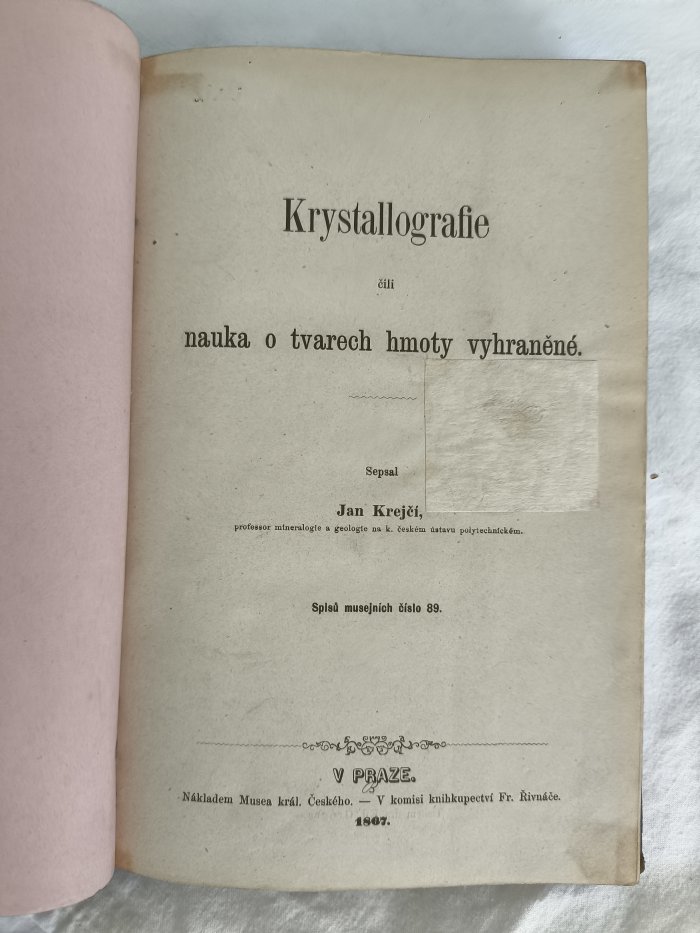 Krystallografie
čili
nauka o tvarech hmoty vyhraněné.
Sepsal
Jan Krejčí,
professor mineralogie a geologie na k. českém ústavu polytechnickém.
Spisů musejních číslo 89.
V PRAZE.
Nákladem Musea král. Českého. — V komisi knihkupectví Fr. Řivnáče.
1867.